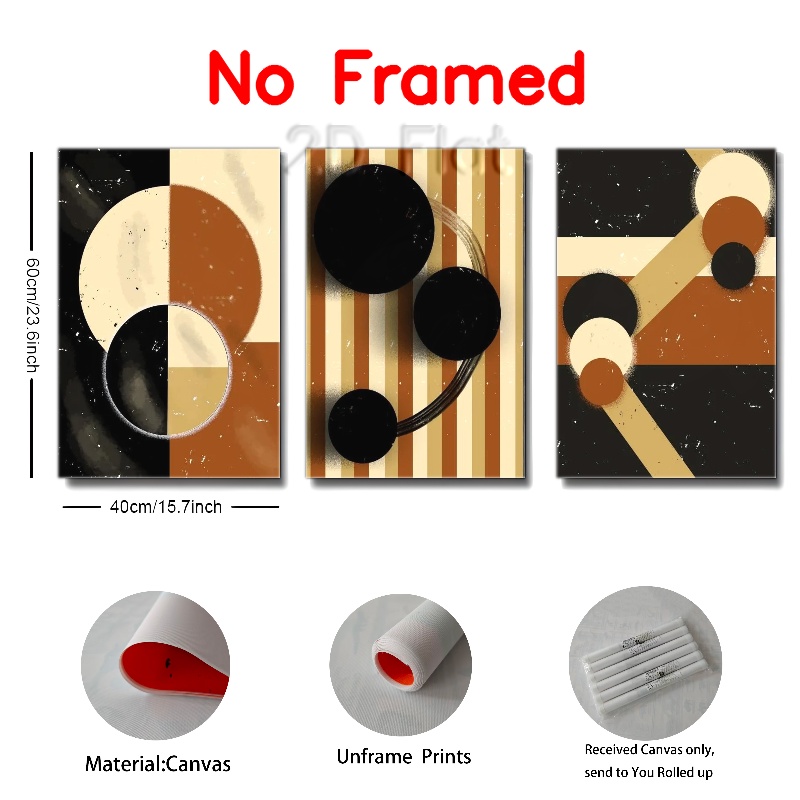 No Framed
2D Flat
60cm/23.6inch
40cm/15.7inch
Material:Canvas
Unframe Prints
Received Canvas only,
send to You Rolled up